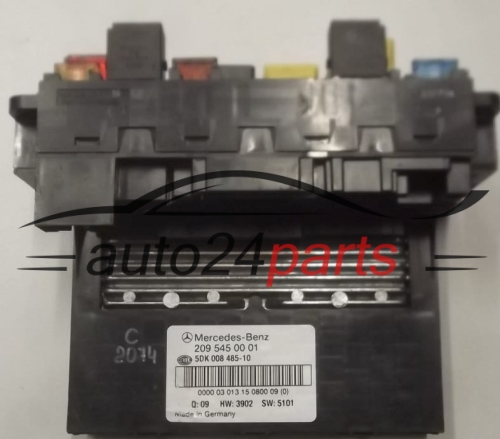 auto24parts
C
2074
Mercedes-Benz
209 545 00 01
5DK 008 485-10
0000 03 013 15 0800 09 (0)
Q: 09 HW: 3902 SW: 5101
Made in Germany